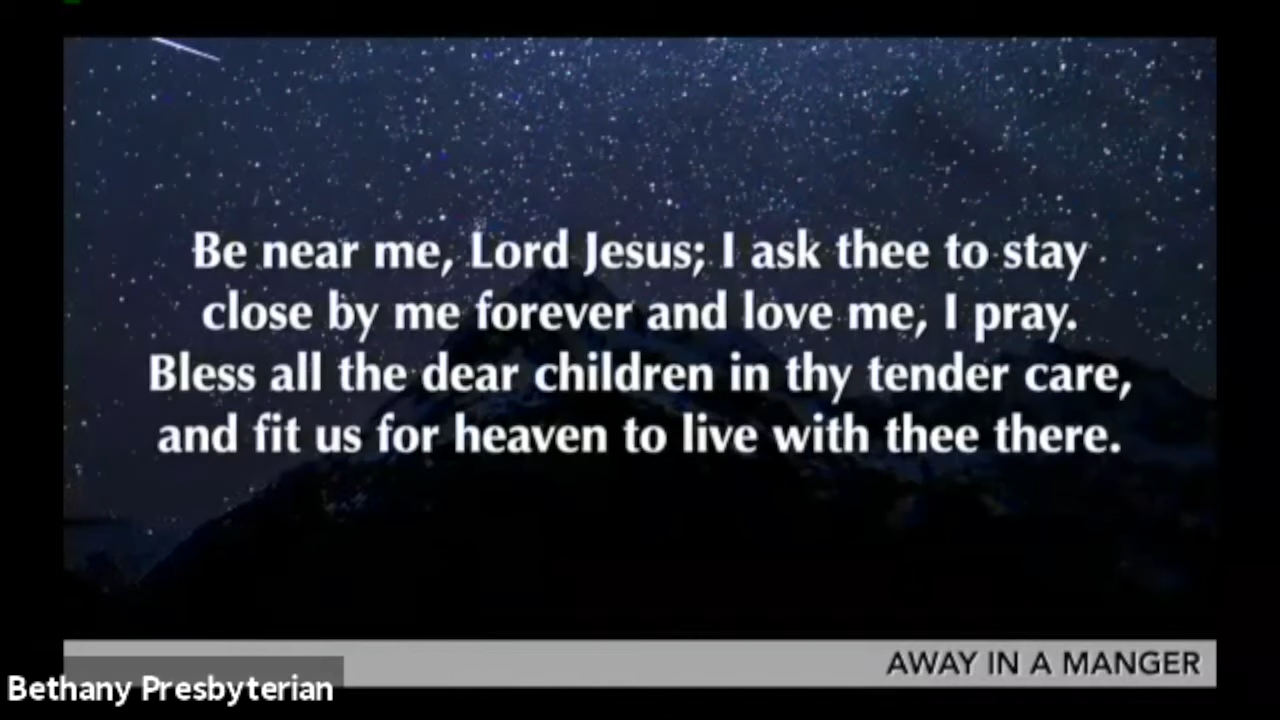 Be near me, Lord Jesus; I ask thee to stay
close by me forever and love me, I pray.
Bless all the dear children in thy tender care,
and fit us for heaven to live with thee there.
AWAY IN A MANGER
Bethany Presbyterian